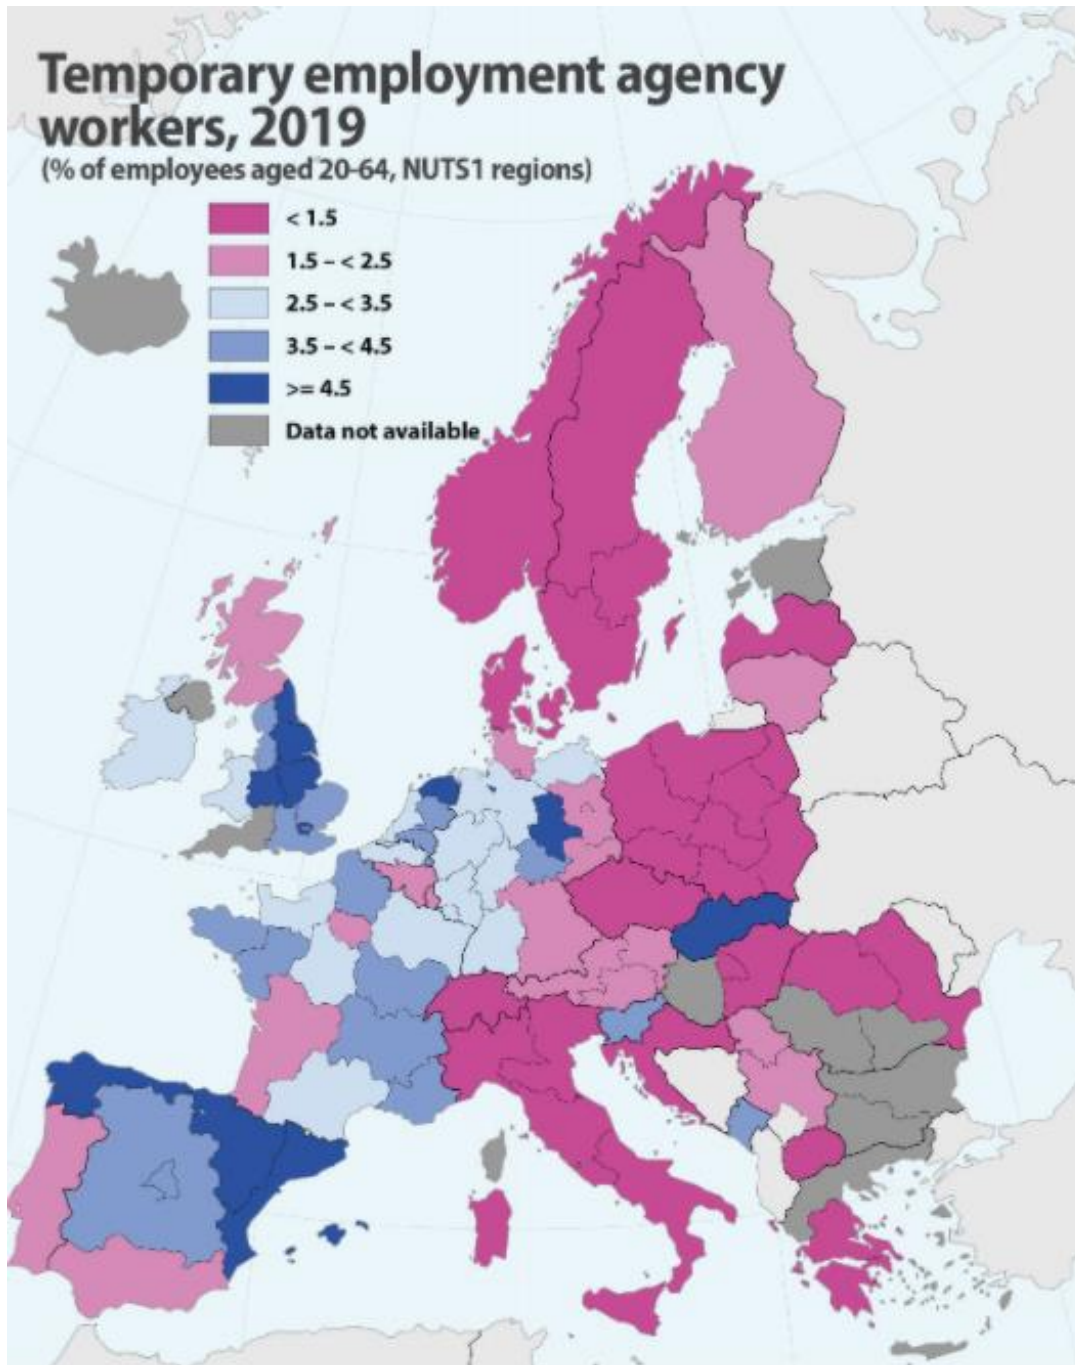 Temporary employment agency
workers, 2019
(% of employees aged 20-64, NUTS1 regions)
< 1.5
1.5 – < 2.5
2.5 – < 3.5
3.5 – < 4.5
>= 4.5
Data not available